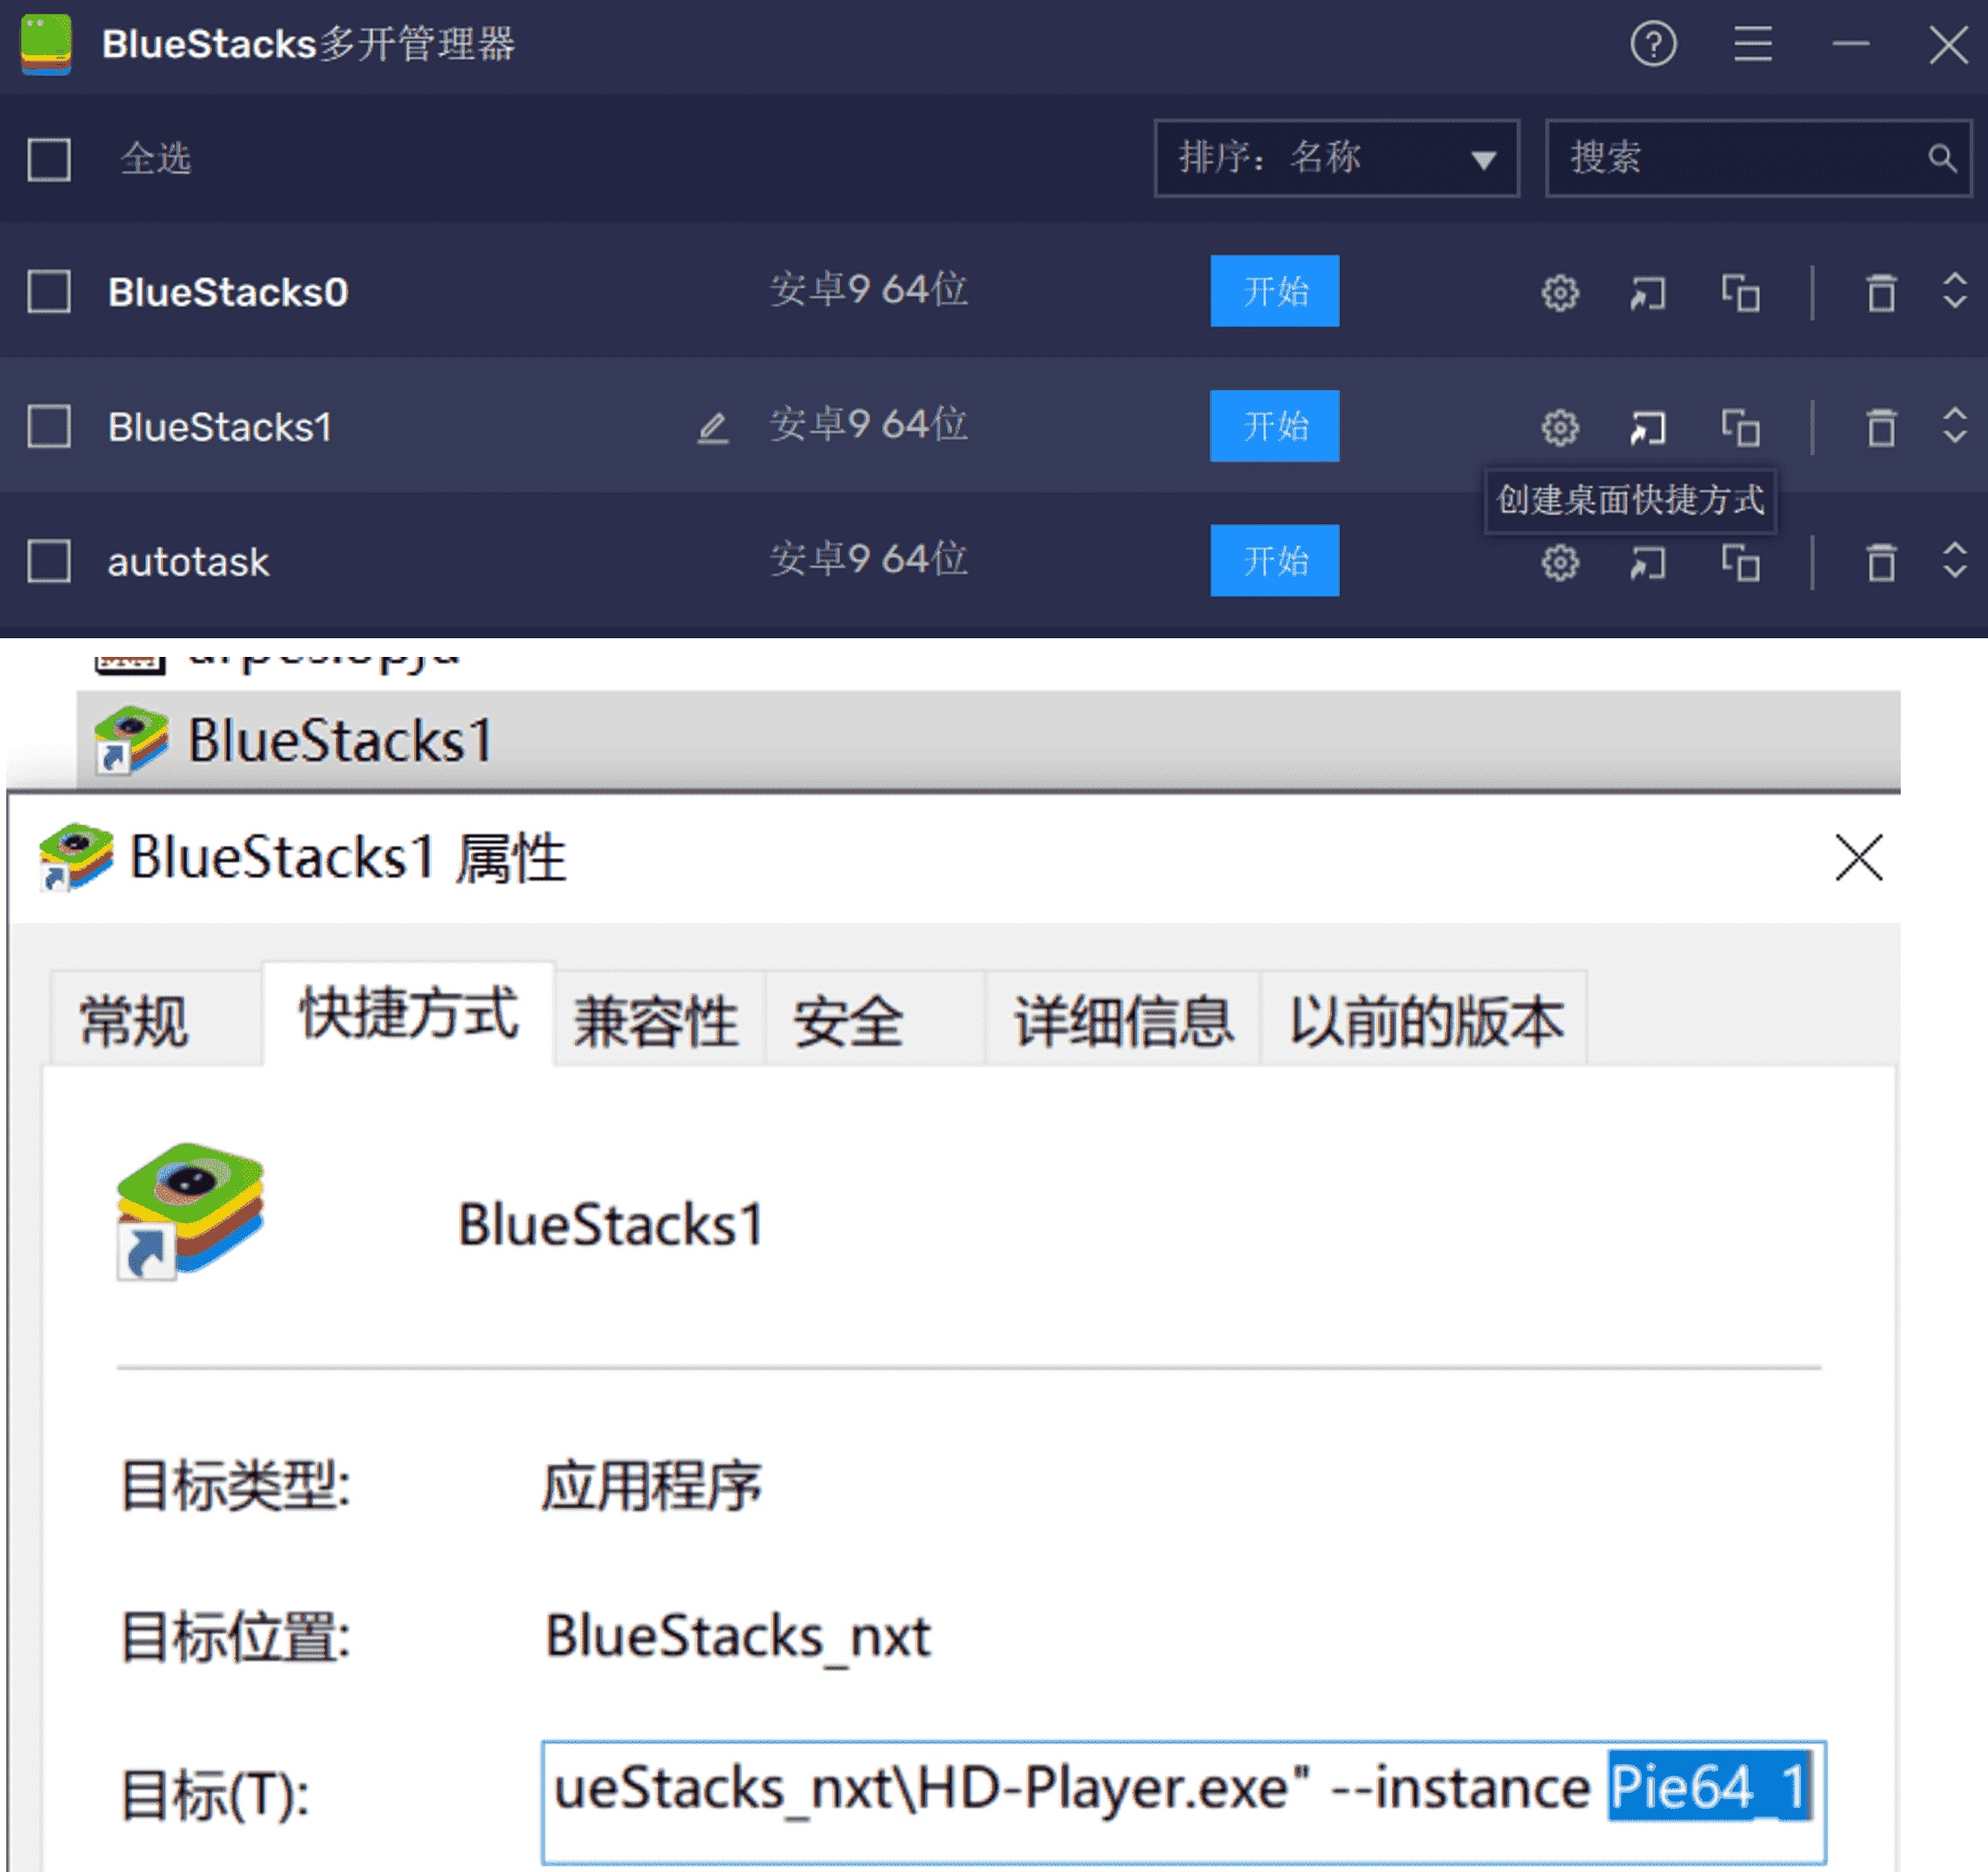 BlueStacks多开管理器
全选 排序：名称 搜索
BlueStacks0 安卓9 64位 开始
BlueStacks1 安卓9 64位 开始
创建桌面快捷方式
autotask 安卓9 64位 开始
BlueStacks1
BlueStacks1 属性
常规 快捷方式 兼容性 安全 详细信息 以前的版本
BlueStacks1
目标类型: 应用程序
目标位置: BlueStacks_nxt
目标(T): ueStacks_nxt\HD-Player.exe" --instance Pie64_1